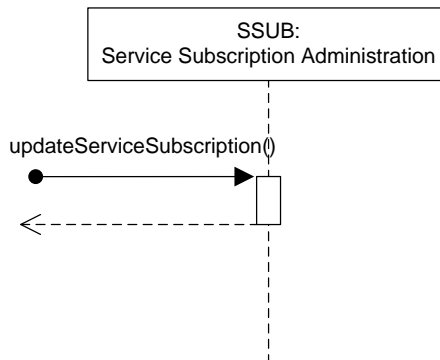 SSUB:
Service Subscription Administration
updateServiceSubscription()